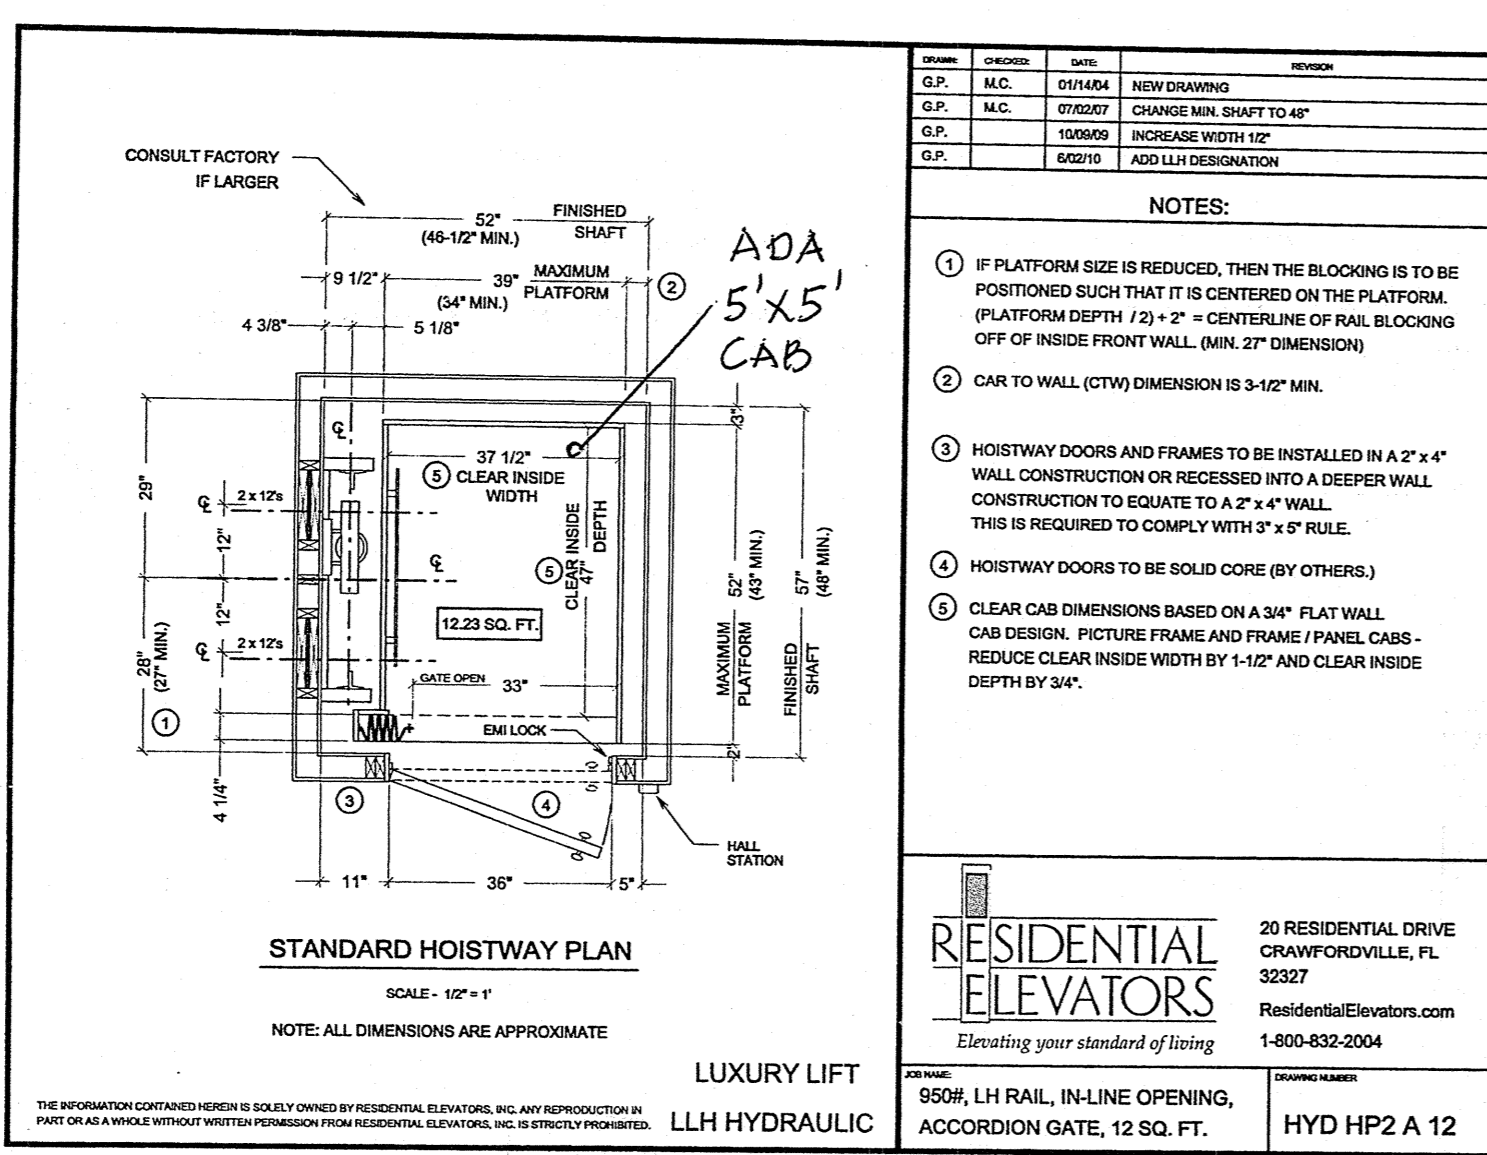 DRAWN: CHECKED: DATE: REVISION
G.P. M.C. 01/14/04 NEW DRAWING
G.P. M.C. 07/02/07 CHANGE MIN. SHAFT TO 48"
G.P. 10/09/09 INCREASE WIDTH 1/2"
G.P. 6/02/10 ADD LLH DESIGNATION
CONSULT FACTORY
IF LARGER
52"
(46-1/2" MIN.)
FINISHED
SHAFT
9 1/2"
39"
(34" MIN.)
MAXIMUM
PLATFORM
2
4 3/8"
5 1/8"
ADA
5'X5'
CAB
3"
29"
2 x 12's
12"
12"
2 x 12's
28"
(27" MIN.)
1
4 1/4"
37 1/2"
5 CLEAR INSIDE
WIDTH
CLEAR INSIDE
DEPTH
47"
5
12.23 SQ. FT.
GATE OPEN
33"
EMI LOCK
MAXIMUM
PLATFORM
52"
(43" MIN.)
FINISHED
SHAFT
57"
(48" MIN.)
2"
3
4
HALL
STATION
11"
36"
5"
STANDARD HOISTWAY PLAN
SCALE - 1/2" = 1'
NOTE: ALL DIMENSIONS ARE APPROXIMATE
LUXURY LIFT
LLH HYDRAULIC
THE INFORMATION CONTAINED HEREIN IS SOLELY OWNED BY RESIDENTIAL ELEVATORS, INC. ANY REPRODUCTION IN
PART OR AS A WHOLE WITHOUT WRITTEN PERMISSION FROM RESIDENTIAL ELEVATORS, INC. IS STRICTLY PROHIBITED.
NOTES:
1 IF PLATFORM SIZE IS REDUCED, THEN THE BLOCKING IS TO BE
POSITIONED SUCH THAT IT IS CENTERED ON THE PLATFORM.
(PLATFORM DEPTH / 2) + 2" = CENTERLINE OF RAIL BLOCKING
OFF OF INSIDE FRONT WALL. (MIN. 27" DIMENSION)
2 CAR TO WALL (CTW) DIMENSION IS 3-1/2" MIN.
3 HOISTWAY DOORS AND FRAMES TO BE INSTALLED IN A 2" x 4"
WALL CONSTRUCTION OR RECESSED INTO A DEEPER WALL
CONSTRUCTION TO EQUATE TO A 2" x 4" WALL.
THIS IS REQUIRED TO COMPLY WITH 3" x 5" RULE.
4 HOISTWAY DOORS TO BE SOLID CORE (BY OTHERS.)
5 CLEAR CAB DIMENSIONS BASED ON A 3/4" FLAT WALL
CAB DESIGN. PICTURE FRAME AND FRAME / PANEL CABS -
REDUCE CLEAR INSIDE WIDTH BY 1-1/2" AND CLEAR INSIDE
DEPTH BY 3/4".
RESIDENTIAL
ELEVATORS
Elevating your standard of living
20 RESIDENTIAL DRIVE
CRAWFORDVILLE, FL
32327
ResidentialElevators.com
1-800-832-2004
JOB NAME:
950#, LH RAIL, IN-LINE OPENING,
ACCORDION GATE, 12 SQ. FT.
DRAWING NUMBER
HYD HP2 A 12